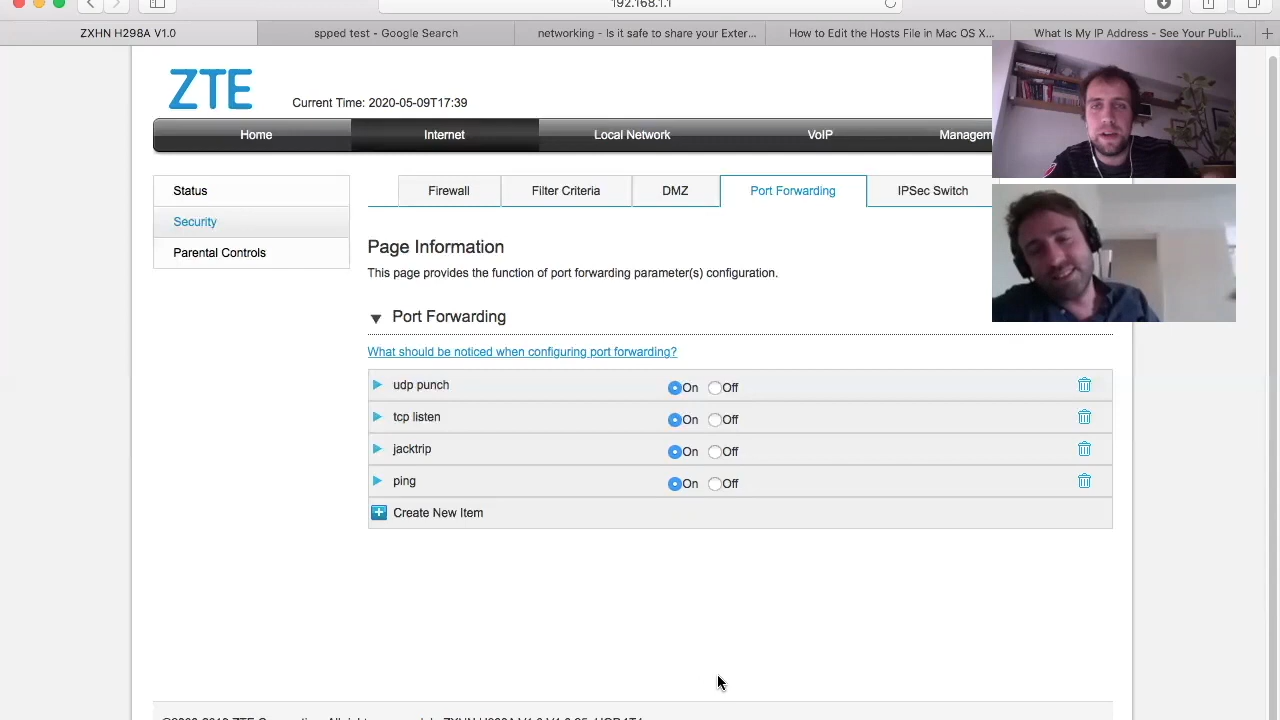 192.168.1.1
ZXHN H298A V1.0
spped test - Google Search
networking - Is it safe to share your Exter...
How to Edit the Hosts File in Mac OS X...
What Is My IP Address - See Your Publi...
ZTE
Current Time: 2020-05-09T17:39
Home
Internet
Local Network
VoIP
Managem
Status
Security
Parental Controls
Firewall
Filter Criteria
DMZ
Port Forwarding
IPSec Switch
Page Information
This page provides the function of port forwarding parameter(s) configuration.
Port Forwarding
What should be noticed when configuring port forwarding?
udp punch On Off
tcp listen On Off
jacktrip On Off
ping On Off
Create New Item